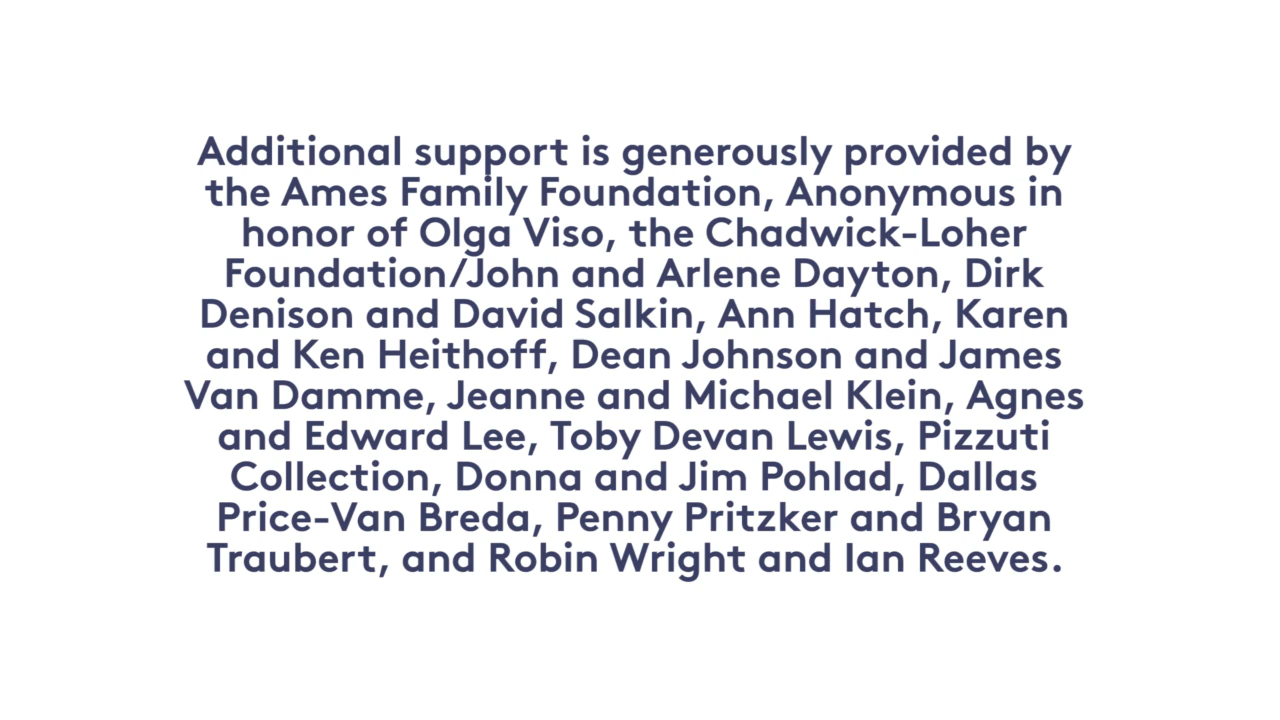 Additional support is generously provided by
the Ames Family Foundation, Anonymous in
honor of Olga Viso, the Chadwick-Loher
Foundation/John and Arlene Dayton, Dirk
Denison and David Salkin, Ann Hatch, Karen
and Ken Heithoff, Dean Johnson and James
Van Damme, Jeanne and Michael Klein, Agnes
and Edward Lee, Toby Devan Lewis, Pizzuti
Collection, Donna and Jim Pohlad, Dallas
Price-Van Breda, Penny Pritzker and Bryan
Traubert, and Robin Wright and Ian Reeves.